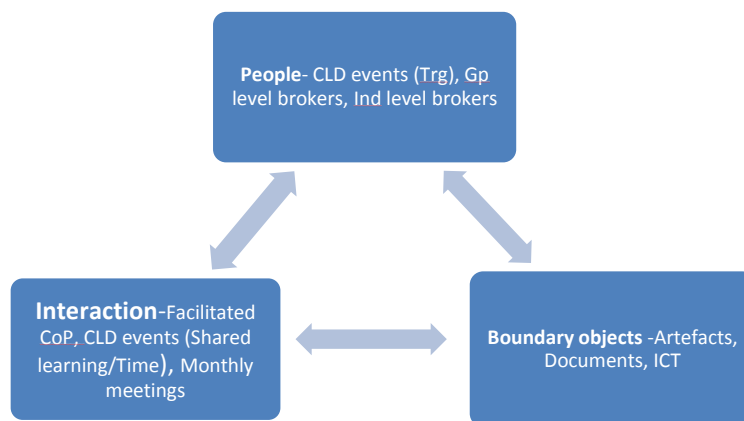 People- CLD events (Trg), Gp
level brokers, Ind level brokers
Interaction-Facilitated
CoP, CLD events (Shared
learning/Time), Monthly
meetings
Boundary objects -Artefacts,
Documents, ICT